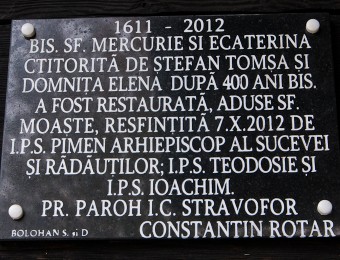 1611 - 2012
BIS. SF. MERCURIE SI ECATERINA
CTITORITĂ DE ŞTEFAN TOMŞA ŞI
DOMNIŢA ELENA DUPĂ 400 ANI BIS.
A FOST RESTAURATĂ, ADUSE SF.
MOAŞTE, RESFINŢITĂ 7.X.2012 DE
I.P.S. PIMEN ARHIEPISCOP AL SUCEVEI
ŞI RĂDĂUŢILOR; I.P.S. TEODOSIE ŞI
I.P.S. IOACHIM.
PR. PAROH I.C. STRAVOFOR
BOLOHAN S. şi D CONSTANTIN ROTAR